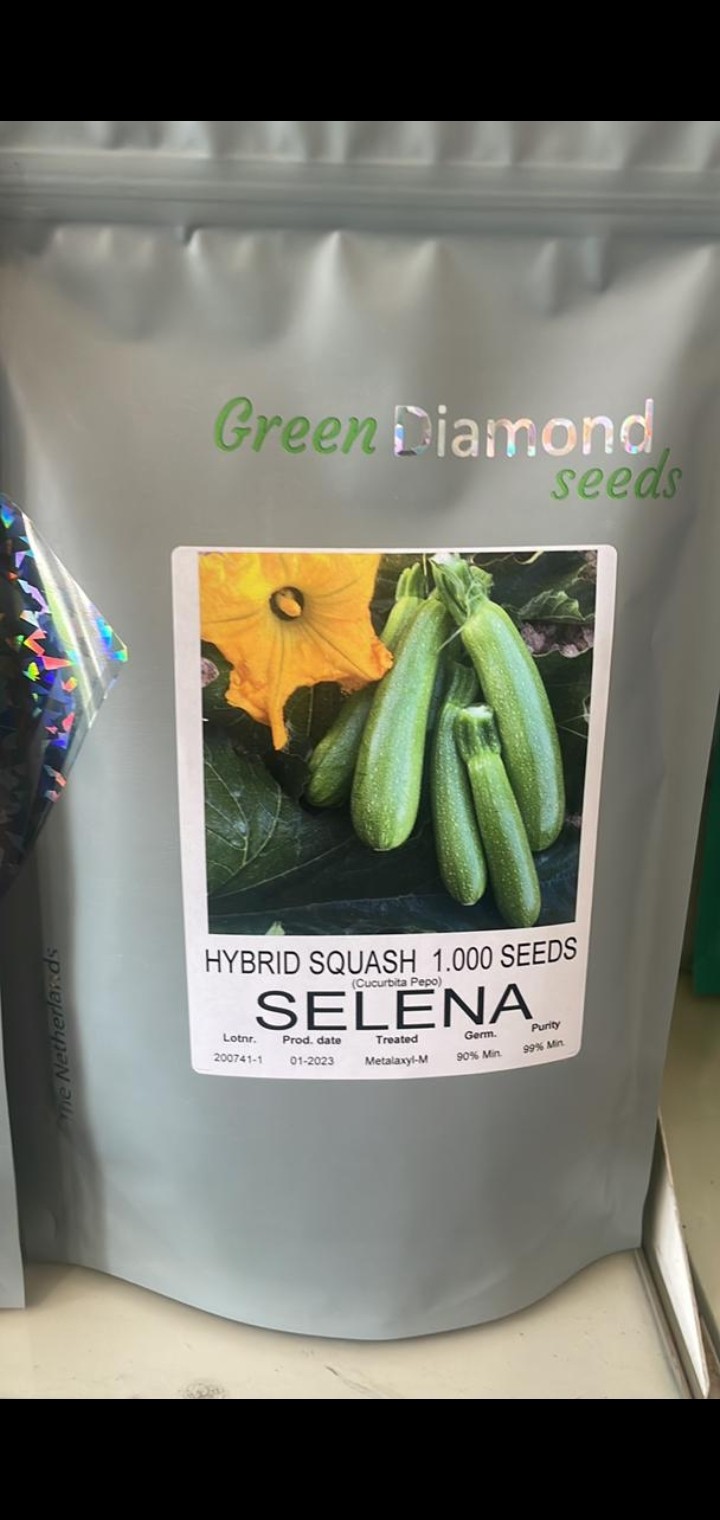 Green Diamond
seeds
HYBRID SQUASH 1.000 SEEDS
(Cucurbita Pepo)
SELENA
Lotnr. Prod. date Treated Germ. Purity
200741-1 01-2023 Metalaxyl-M 90% Min. 99% Min.
The Netherlands